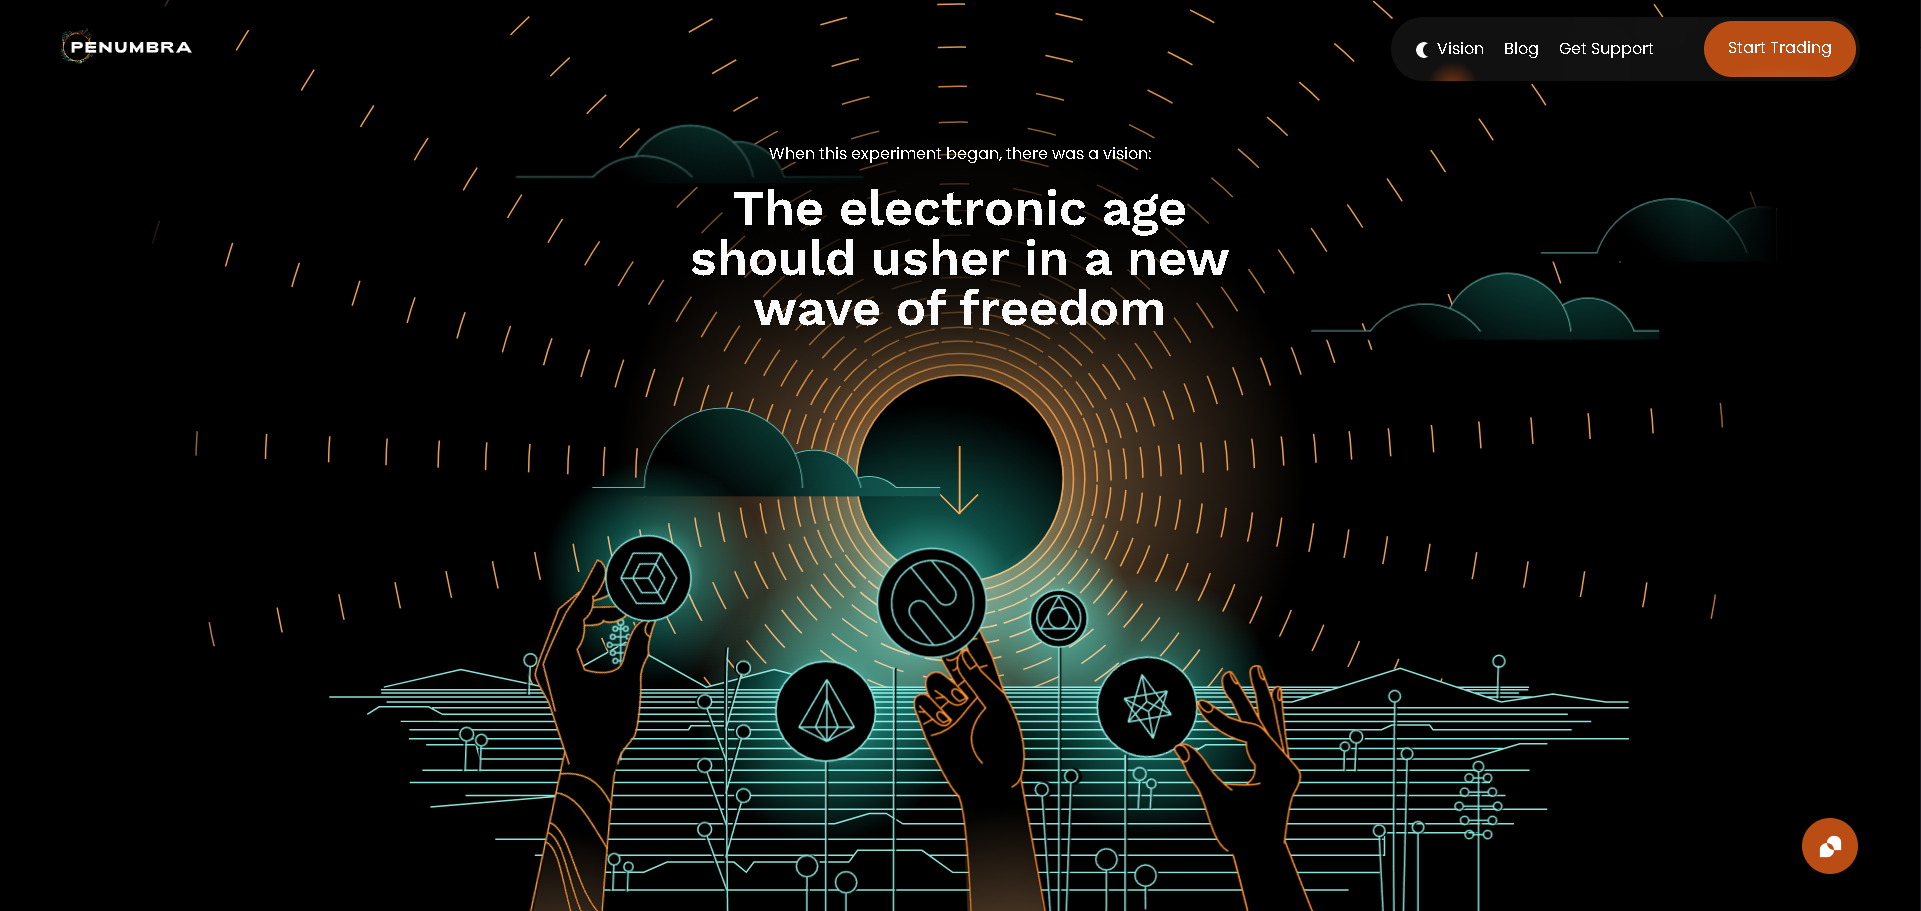 PENUMBRA
Vision Blog Get Support Start Trading
When this experiment began, there was a vision:
The electronic age
should usher in a new
wave of freedom